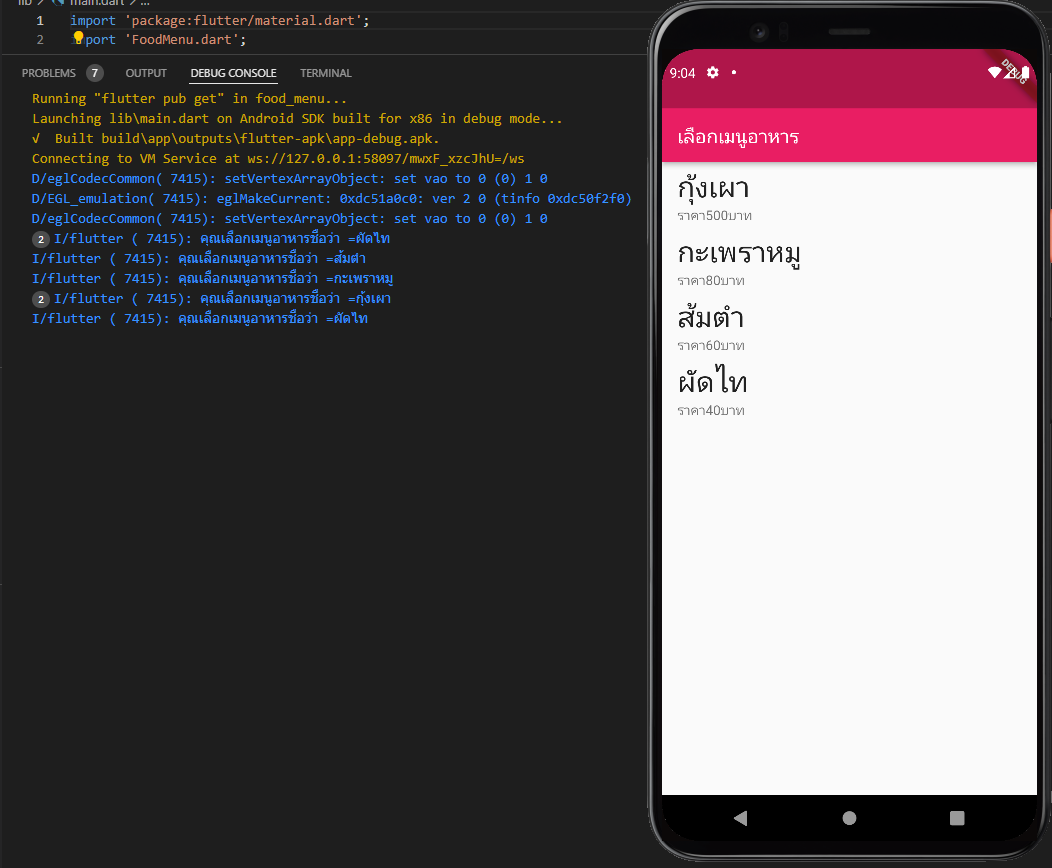 lib > main.dart > ...
1 import 'package:flutter/material.dart';
2 port 'FoodMenu.dart';
PROBLEMS 7 OUTPUT DEBUG CONSOLE TERMINAL
Running "flutter pub get" in food_menu...
Launching lib\main.dart on Android SDK built for x86 in debug mode...
√ Built build\app\outputs\flutter-apk\app-debug.apk.
Connecting to VM Service at ws://127.0.0.1:58097/mwxF_xzcJhU=/ws
D/eglCodecCommon( 7415): setVertexArrayObject: set vao to 0 (0) 1 0
D/EGL_emulation( 7415): eglMakeCurrent: 0xdc51a0c0: ver 2 0 (tinfo 0xdc50f2f0)
D/eglCodecCommon( 7415): setVertexArrayObject: set vao to 0 (0) 1 0
2 I/flutter ( 7415): คุณเลือกเมนูอาหารชื่อว่า =ผัดไท
I/flutter ( 7415): คุณเลือกเมนูอาหารชื่อว่า =ส้มตำ
I/flutter ( 7415): คุณเลือกเมนูอาหารชื่อว่า =กะเพราหมู
2 I/flutter ( 7415): คุณเลือกเมนูอาหารชื่อว่า =กุ้งเผา
I/flutter ( 7415): คุณเลือกเมนูอาหารชื่อว่า =ผัดไท
9:04
DEBUG
เลือกเมนูอาหาร
กุ้งเผา
ราคา500บาท
กะเพราหมู
ราคา80บาท
ส้มตำ
ราคา60บาท
ผัดไท
ราคา40บาท